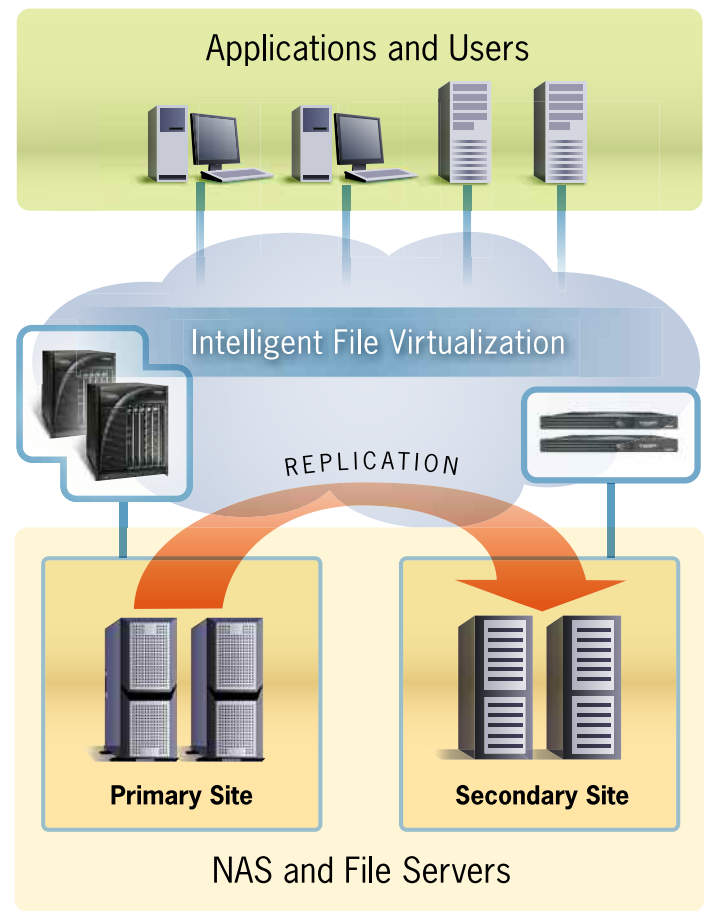 Applications and Users
Intelligent File Virtualization
REPLICATION
Primary Site
Secondary Site
NAS and File Servers